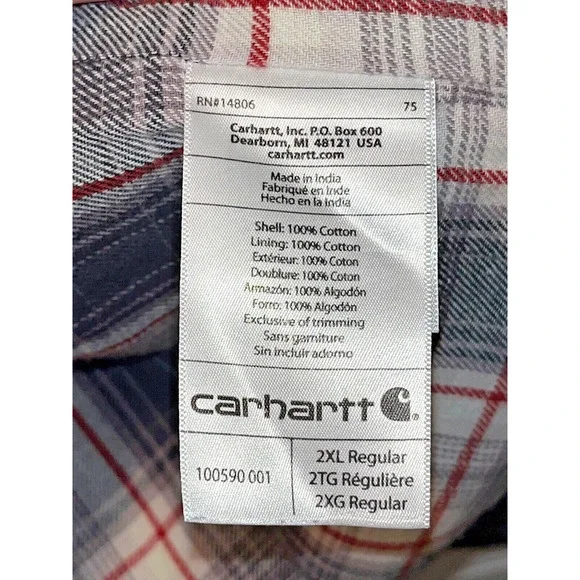 RN#14806 75
Carhartt, Inc. P.O. Box 600
Dearborn, MI 48121 USA
carhartt.com
Made in India
Fabriqué en Inde
Hecho en la India
Shell: 100% Cotton
Lining: 100% Cotton
Extérieur: 100% Coton
Doublure: 100% Coton
Armazón: 100% Algodón
Forro: 100% Algodón
Exclusive of trimming
Sans garniture
Sin incluir adorno
carhartt
100590 001
2XL Regular
2TG Régulière
2XG Regular